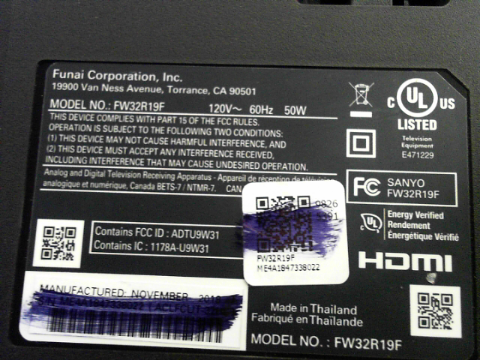 Funai Corporation, Inc.
19900 Van Ness Avenue, Torrance, CA 90501
MODEL NO.: FW32R19F 120V~ 60Hz 50W
THIS DEVICE COMPLIES WITH PART 15 OF THE FCC RULES.
OPERATION IS SUBJECT TO THE FOLLOWING TWO CONDITIONS:
(1) THIS DEVICE MAY NOT CAUSE HARMFUL INTERFERENCE, AND
(2) THIS DEVICE MUST ACCEPT ANY INTERFERENCE RECEIVED,
INCLUDING INTERFERENCE THAT MAY CAUSE UNDESIRED OPERATION.
Analog and Digital Television Receiving Apparatus - Appareil de réception de télévision
analogique et numérique, Canada BETS-7 / NTMR-7. CAN
C UL US
LISTED
Television
Equipment
E471229
FC SANYO
FW32R19F
UL Energy Verified
Rendement
Énergétique Vérifié
HDMI
Contains FCC ID : ADTU9W31
Contains IC : 1178A-U9W31
0826
FW32R19F
ME4A1B47338022
MANUFACTURED: NOVEMBER
Made in Thailand
Fabriqué en Thaïlande
MODEL NO. : FW32R19F